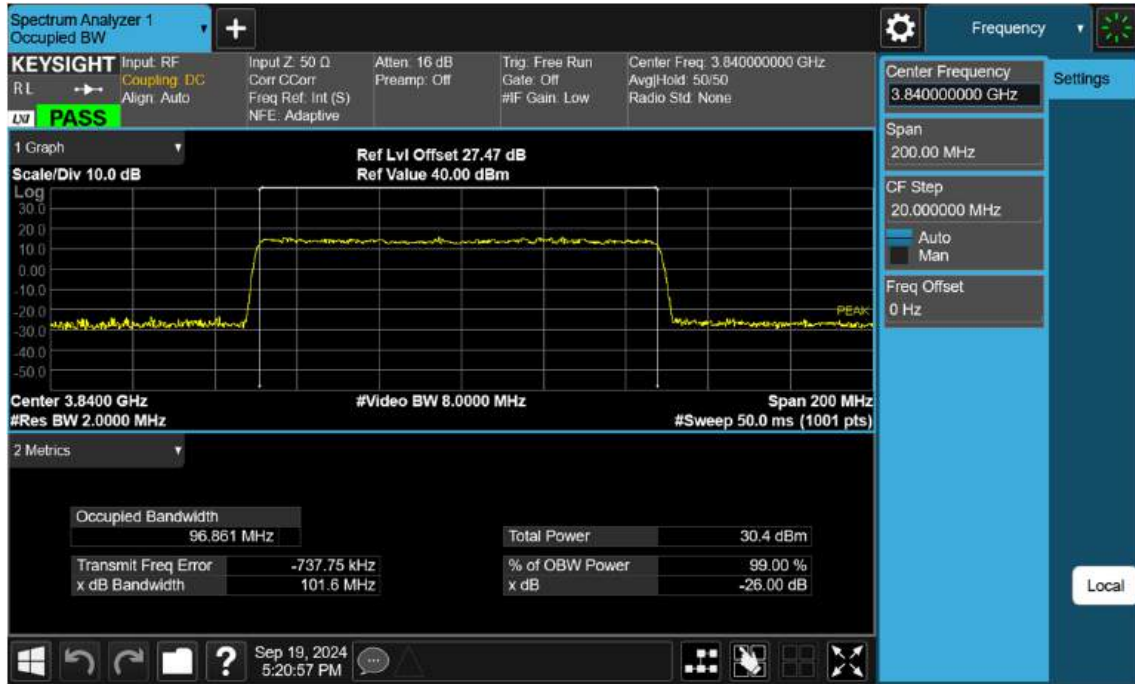 Spectrum Analyzer 1
Occupied BW
Frequency
KEYSIGHT
R L
LXI
PASS
Input: RF
Coupling: DC
Align: Auto
Input Z: 50 Ω
Corr CCorr
Freq Ref: Int (S)
NFE: Adaptive
Atten: 16 dB
Preamp: Off
Trig: Free Run
Gate: Off
#IF Gain: Low
Center Freq: 3.840000000 GHz
Avg|Hold: 50/50
Radio Std: None
Center Frequency
3.840000000 GHz
Settings
Span
200.00 MHz
CF Step
20.000000 MHz
Auto
Man
Freq Offset
0 Hz
Local
1 Graph
Scale/Div 10.0 dB
Ref Lvl Offset 27.47 dB
Ref Value 40.00 dBm
Log
30.0
20.0
10.0
0.00
-10.0
-20.0
-30.0
-40.0
-50.0
PEAK
Center 3.8400 GHz
#Video BW 8.0000 MHz
Span 200 MHz
#Res BW 2.0000 MHz
#Sweep 50.0 ms (1001 pts)
2 Metrics
Occupied Bandwidth
96.861 MHz
Total Power 30.4 dBm
Transmit Freq Error -737.75 kHz
% of OBW Power 99.00 %
x dB Bandwidth 101.6 MHz
x dB -26.00 dB
?
Sep 19, 2024
5:20:57 PM